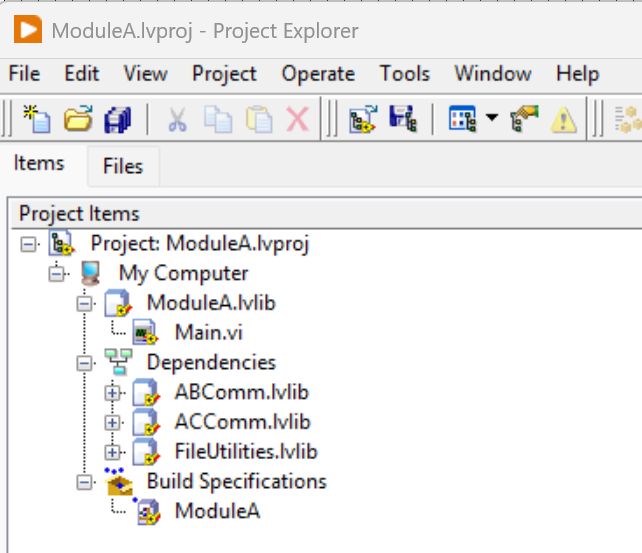 ModuleA.lvproj - Project Explorer
File Edit View Project Operate Tools Window Help
Items Files
Project Items
Project: ModuleA.lvproj
My Computer
ModuleA.lvlib
Main.vi
Dependencies
ABComm.lvlib
ACComm.lvlib
FileUtilities.lvlib
Build Specifications
ModuleA